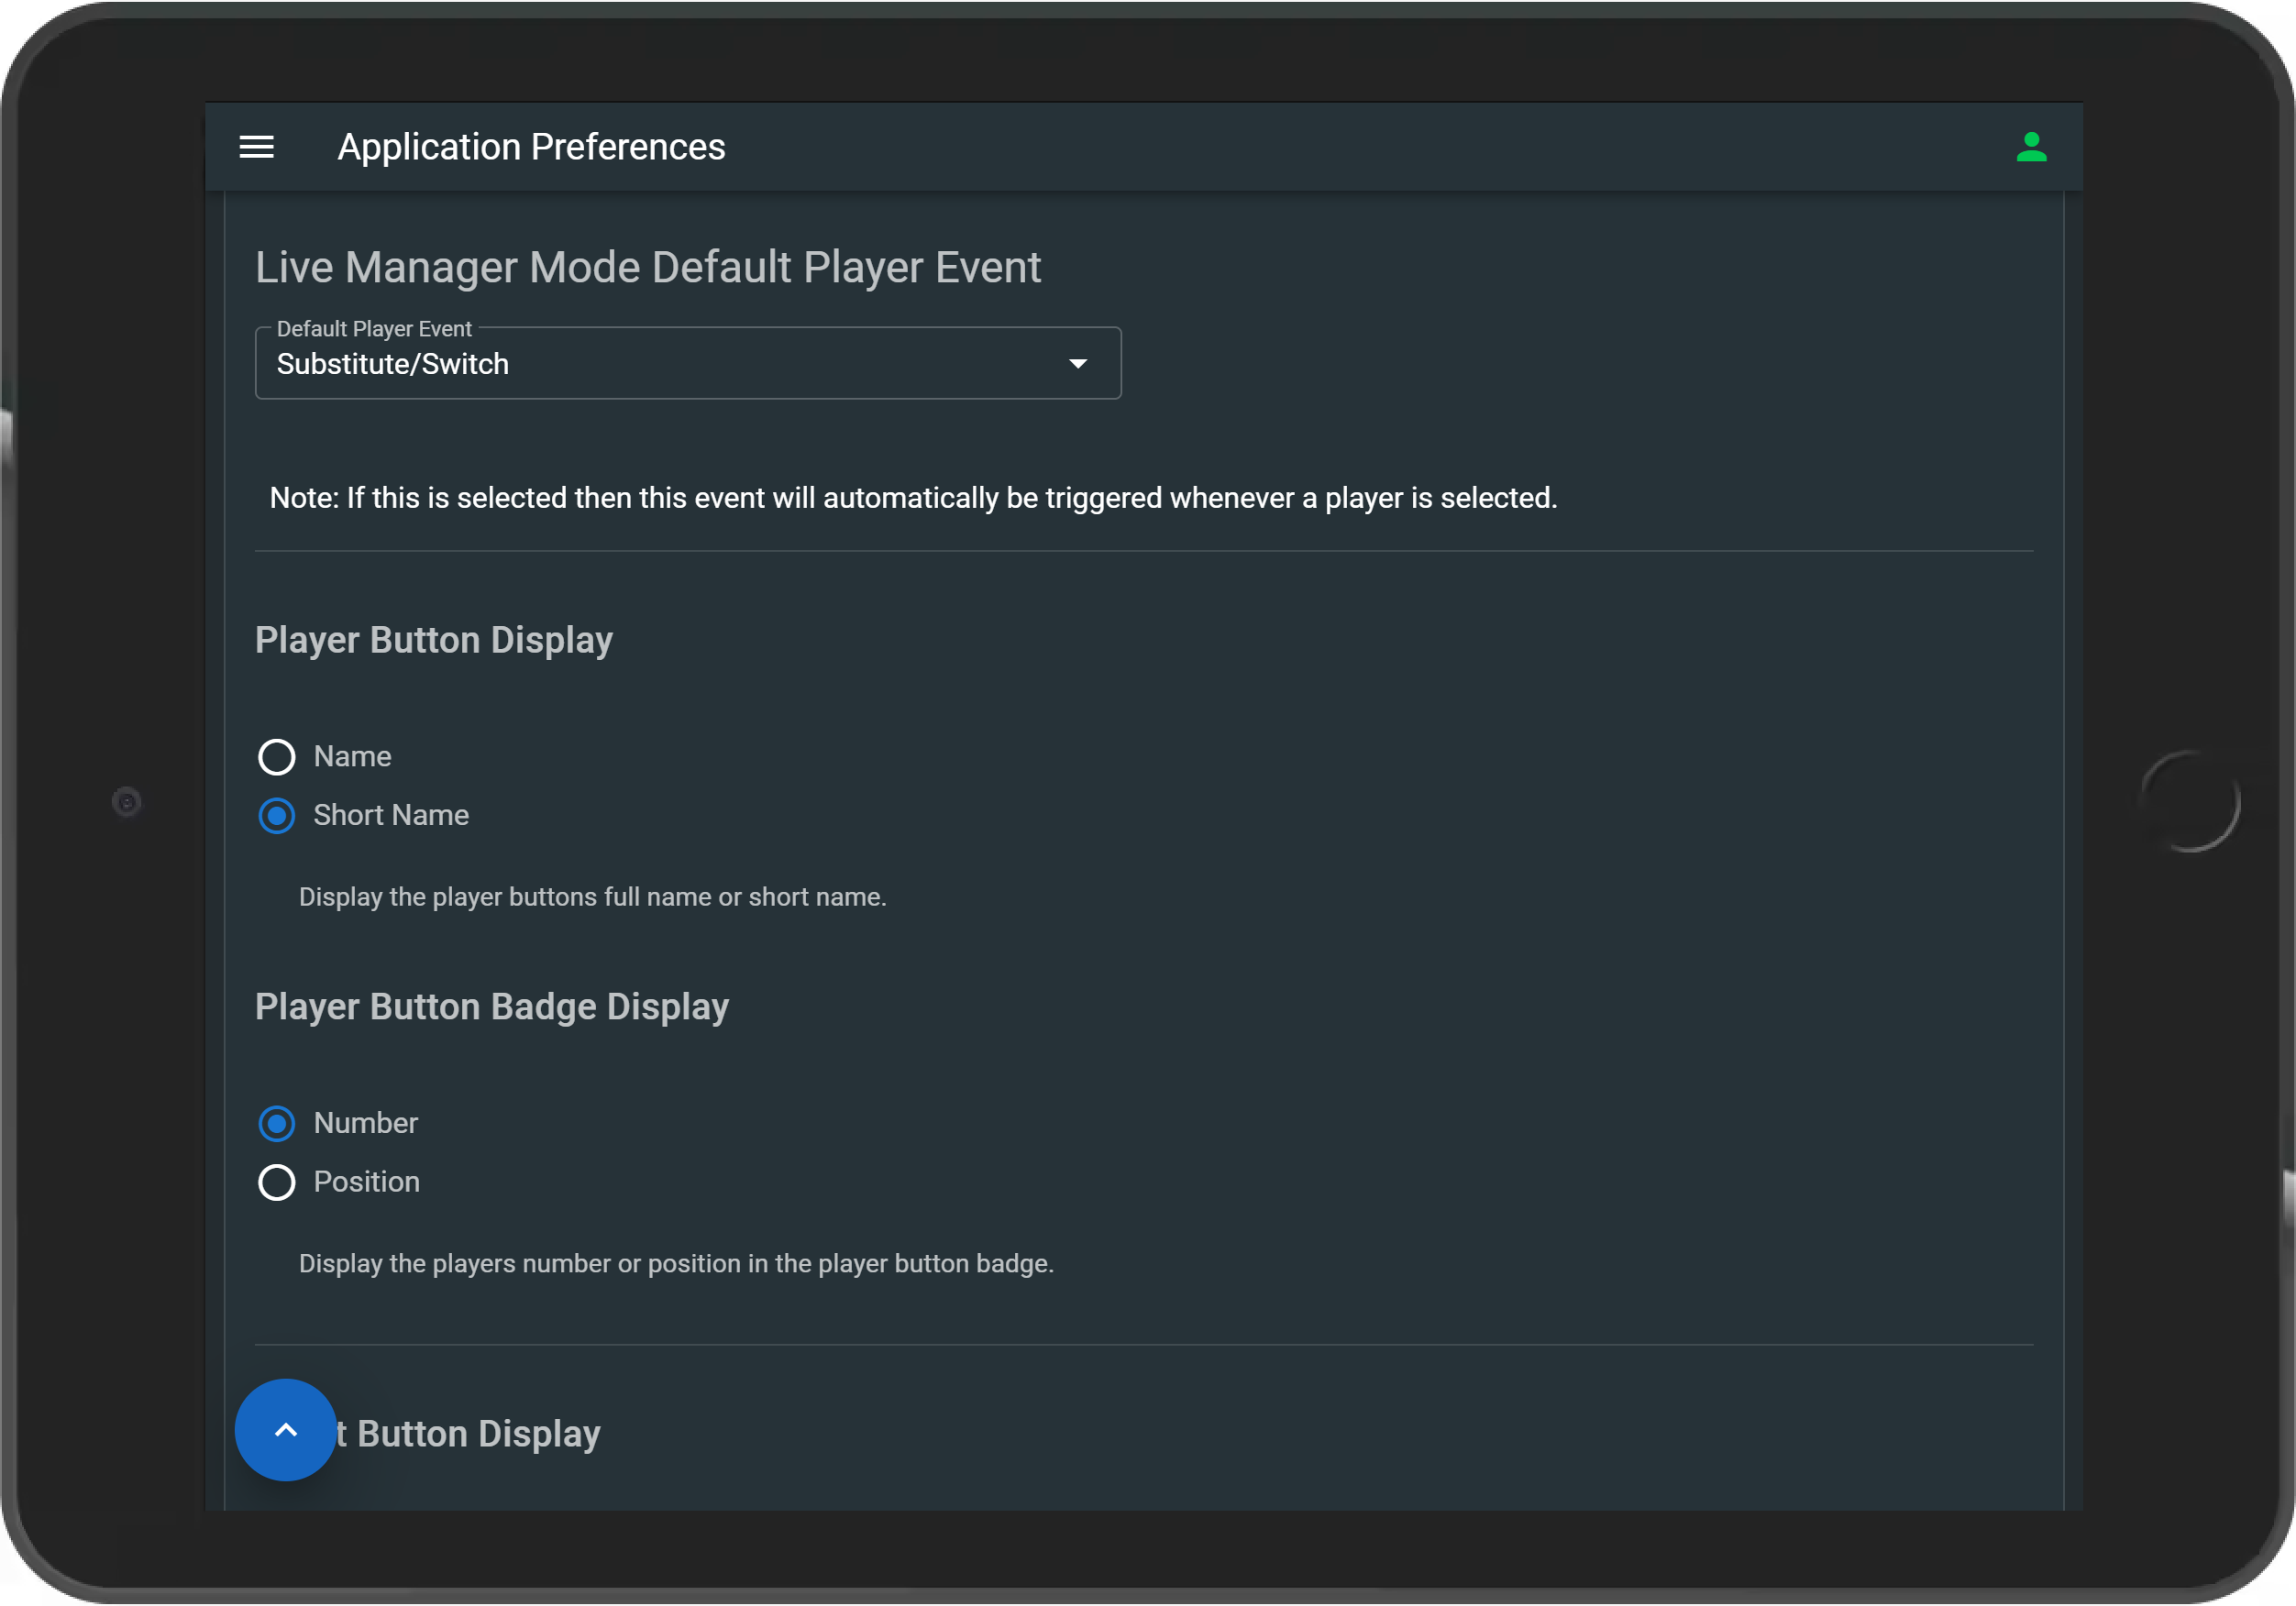 Application Preferences
Live Manager Mode Default Player Event
Default Player Event
Substitute/Switch
Note: If this is selected then this event will automatically be triggered whenever a player is selected.
Player Button Display
Name
Short Name
Display the player buttons full name or short name.
Player Button Badge Display
Number
Position
Display the players number or position in the player button badge.
Button Display